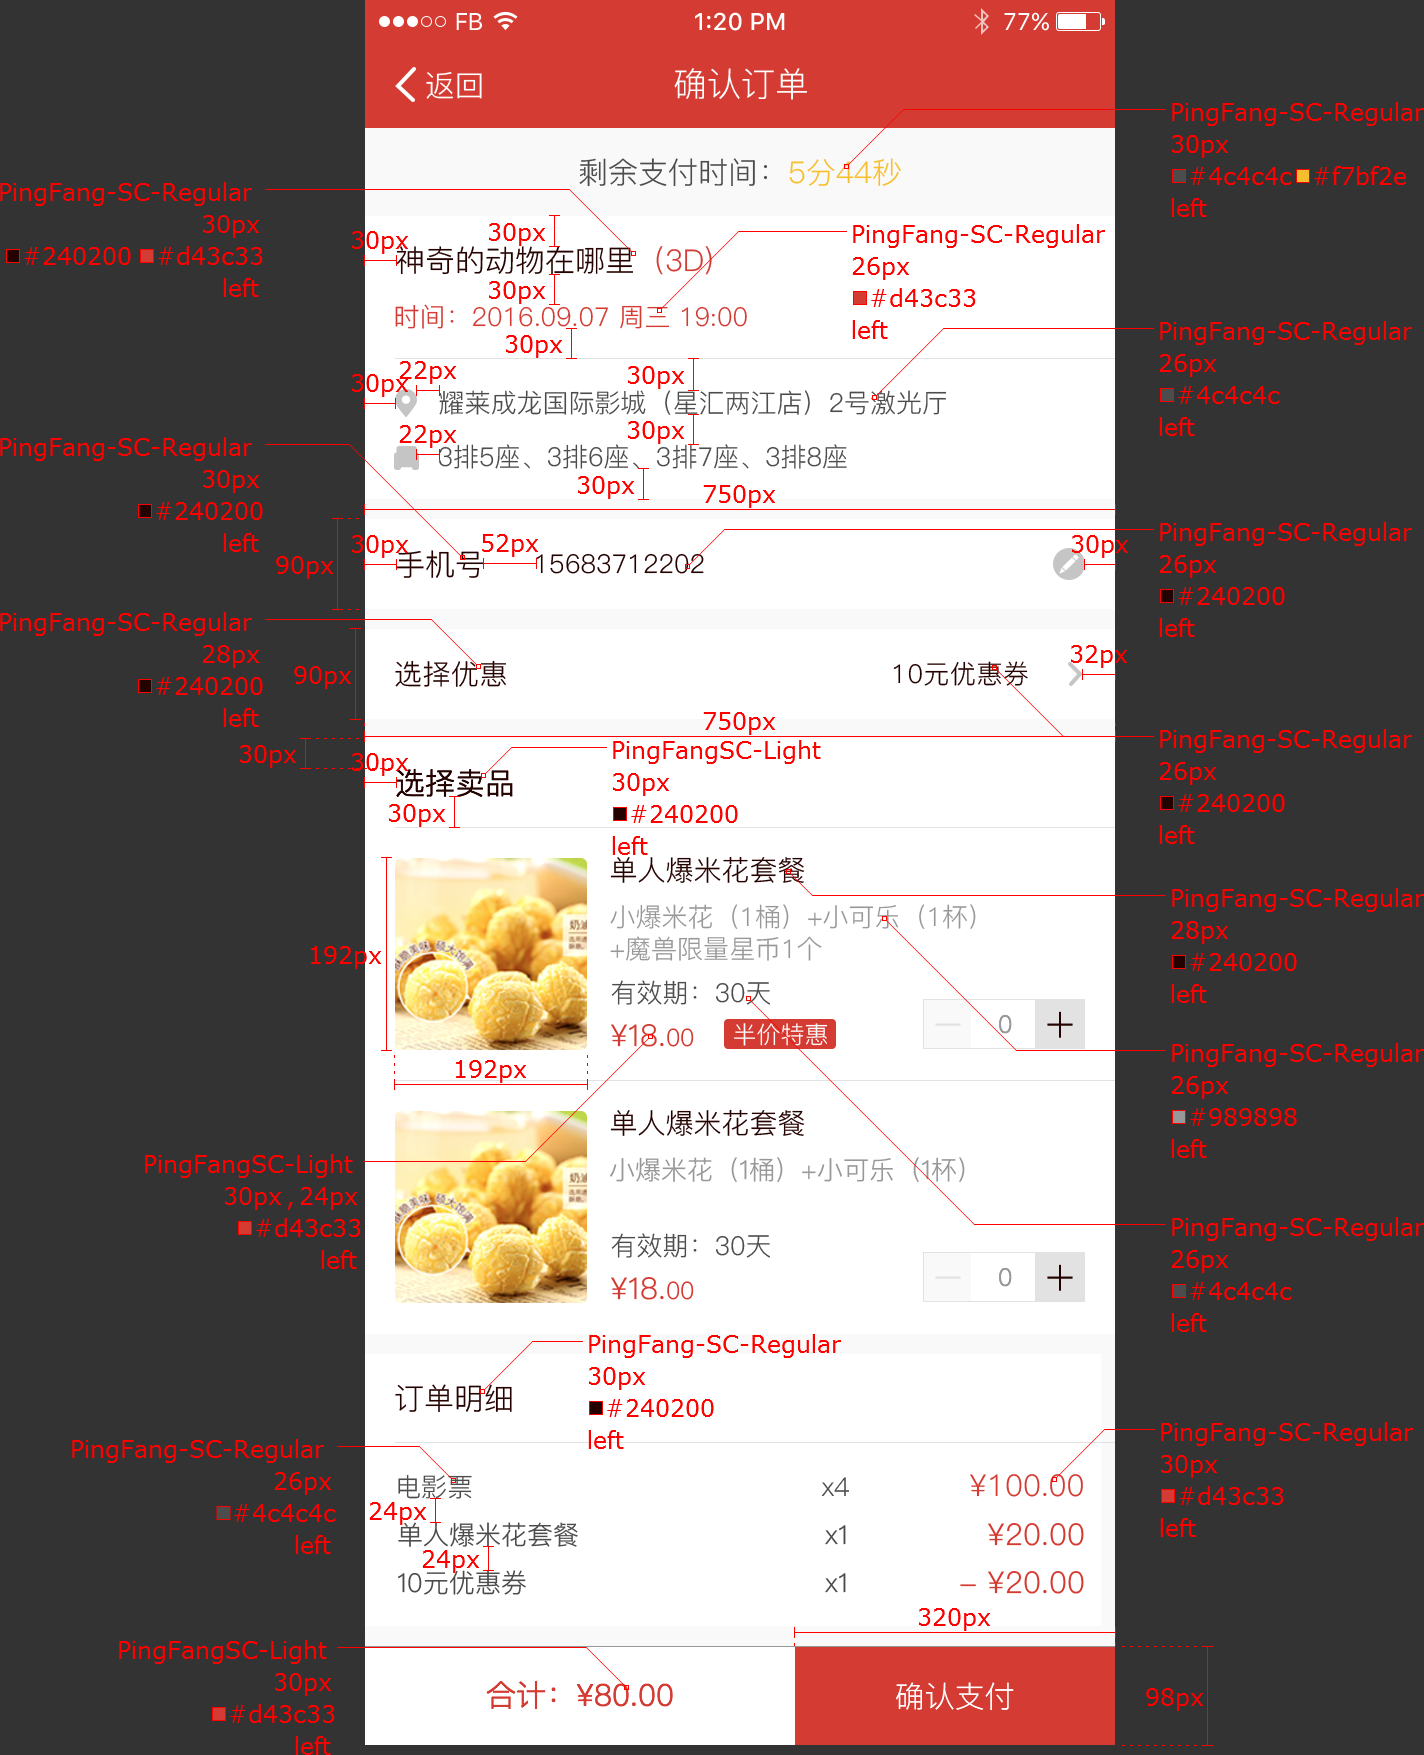 FB 1:20 PM 77%
返回 确认订单
PingFang-SC-Regular
30px
#4c4c4c #f7bf2e
left
剩余支付时间：5分44秒
PingFang-SC-Regular
30px
#240200 #d43c33
left
30px
30px
神奇的动物在哪里（3D）
30px
PingFang-SC-Regular
26px
#d43c33
left
时间：2016.09.07 周三 19:00
30px
PingFang-SC-Regular
26px
#4c4c4c
left
22px
30px
30px
耀莱成龙国际影城（星汇两江店）2号激光厅
22px
30px
3排5座、3排6座、3排7座、3排8座
30px
750px
PingFang-SC-Regular
30px
#240200
left
90px
30px
手机号
52px
15683712202
30px
PingFang-SC-Regular
26px
#240200
left
PingFang-SC-Regular
28px
#240200
left
90px
选择优惠
10元优惠券
32px
750px
PingFang-SC-Regular
26px
#240200
left
30px
30px
选择卖品
30px
PingFangSC-Light
30px
#240200
left
单人爆米花套餐
PingFang-SC-Regular
28px
#240200
left
小爆米花（1桶）+小可乐（1杯）
+魔兽限量星币1个
192px
奶油
有效期：30天
¥18.00 半价特惠 0
192px
PingFang-SC-Regular
26px
#989898
left
单人爆米花套餐
小爆米花（1桶）+小可乐（1杯）
奶油
PingFangSC-Light
30px,24px
#d43c33
left
PingFang-SC-Regular
26px
#4c4c4c
left
有效期：30天
¥18.00 0
PingFang-SC-Regular
30px
#240200
left
订单明细
PingFang-SC-Regular
26px
#4c4c4c
left
PingFang-SC-Regular
30px
#d43c33
left
电影票 x4 ¥100.00
24px
单人爆米花套餐 x1 ¥20.00
24px
10元优惠券 x1 – ¥20.00
320px
PingFangSC-Light
30px
#d43c33
left
合计：¥80.00 确认支付
98px